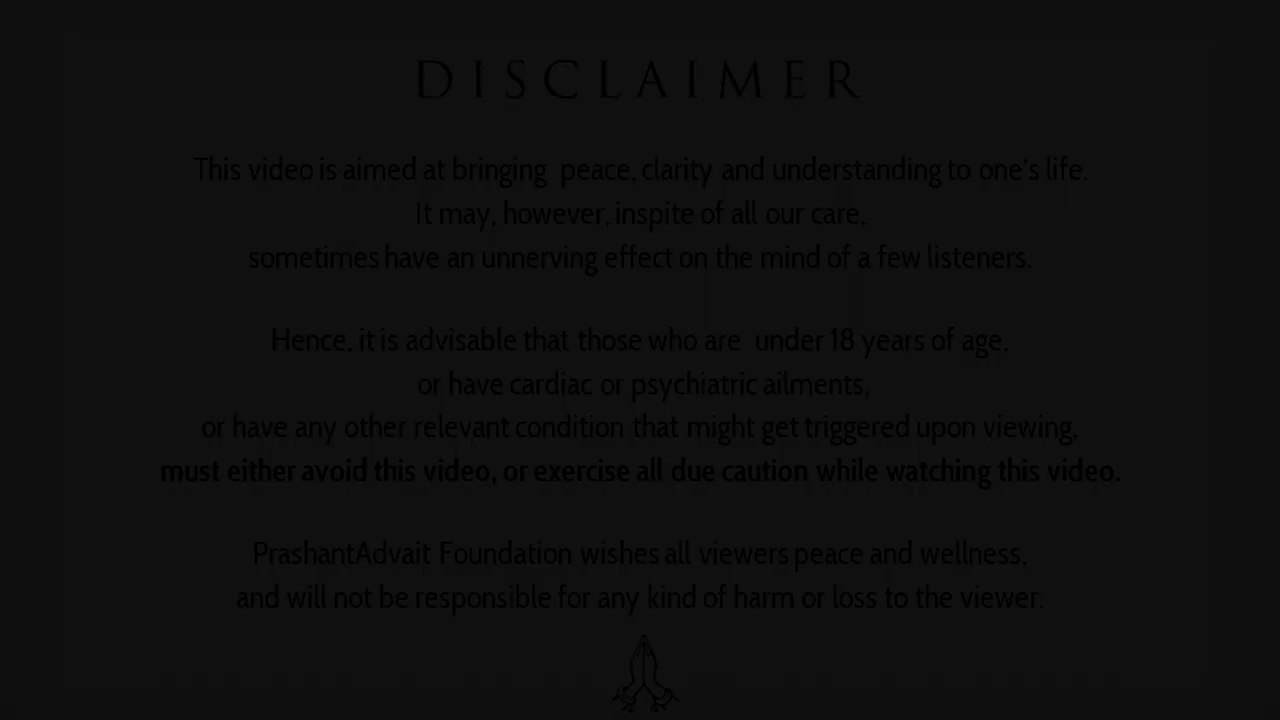 DISCLAIMER
This video is aimed at bringing peace, clarity and understanding to one's life.
It may, however, inspite of all our care,
sometimes have an unnerving effect on the mind of a few listeners.
Hence, it is advisable that those who are under 18 years of age,
or have cardiac or psychiatric ailments,
or have any other relevant condition that might get triggered upon viewing,
must either avoid this video, or exercise all due caution while watching this video.
PrashantAdvait Foundation wishes all viewers peace and wellness,
and will not be responsible for any kind of harm or loss to the viewer.